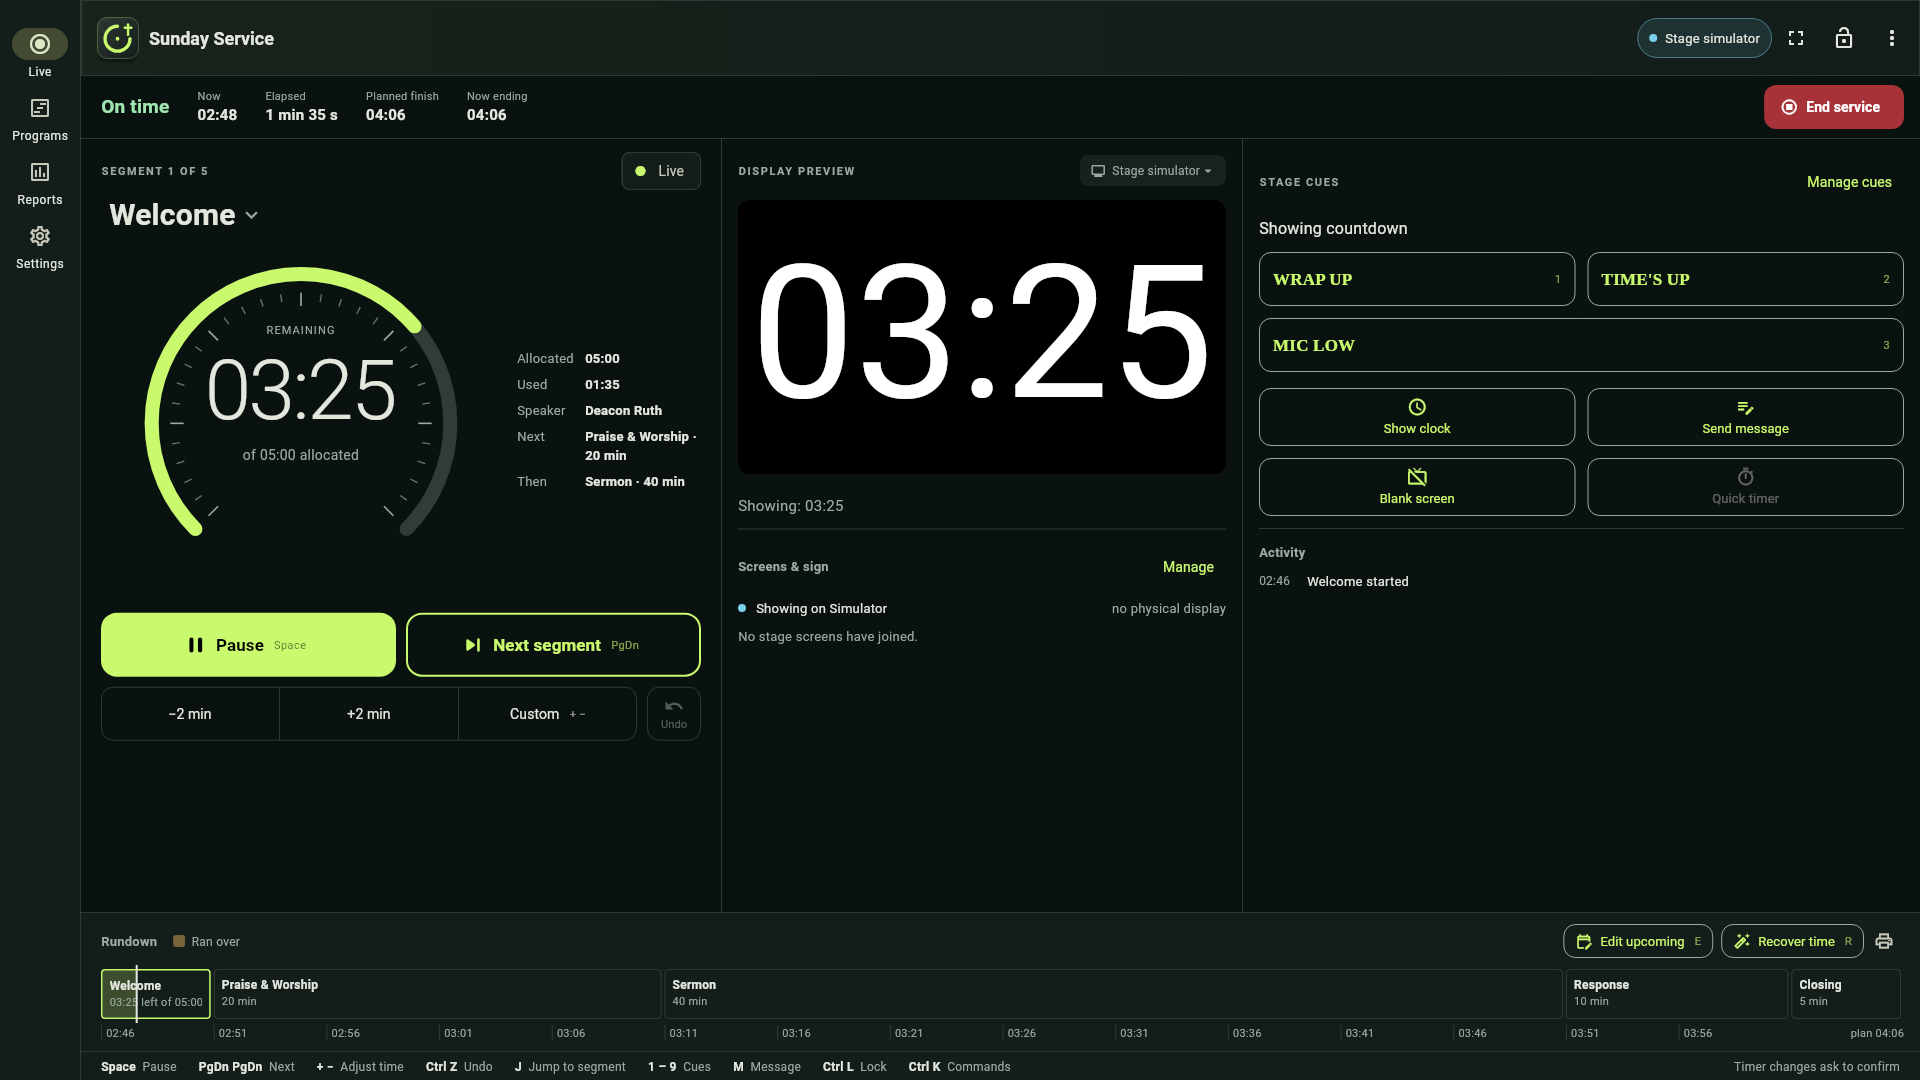 Live
Programs
Reports
Settings
Sunday Service
Stage simulator
On time
Now
02:48
Elapsed
1 min 35 s
Planned finish
04:06
Now ending
04:06
End service
SEGMENT 1 OF 5
Live
Welcome
REMAINING
03:25
of 05:00 allocated
Allocated 05:00
Used 01:35
Speaker Deacon Ruth
Next Praise & Worship ·
20 min
Then Sermon · 40 min
Pause Space
Next segment PgDn
−2 min
+2 min
Custom + −
Undo
DISPLAY PREVIEW
Stage simulator
03:25
Showing: 03:25
Screens & sign
Manage
Showing on Simulator
no physical display
No stage screens have joined.
STAGE CUES
Manage cues
Showing countdown
WRAP UP 1
TIME'S UP 2
MIC LOW 3
Show clock
Send message
Blank screen
Quick timer
Activity
02:46 Welcome started
Rundown
Ran over
Edit upcoming E
Recover time R
Welcome
03:25 left of 05:00
Praise & Worship
20 min
Sermon
40 min
Response
10 min
Closing
5 min
02:46 02:51 02:56 03:01 03:06 03:11 03:16 03:21 03:26 03:31 03:36 03:41 03:46 03:51 03:56 plan 04:06
Space Pause PgDn PgDn Next + − Adjust time Ctrl Z Undo J Jump to segment 1 – 9 Cues M Message Ctrl L Lock Ctrl K Commands Timer changes ask to confirm